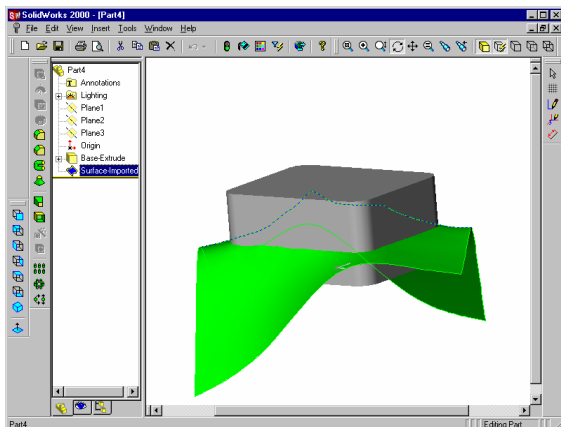 SolidWorks 2000 - [Part4]
File Edit View Insert Tools Window Help
Part4
Annotations
Lighting
Plane1
Plane2
Plane3
Origin
Base-Extrude
Surface-Imported
Part4
Editing Part